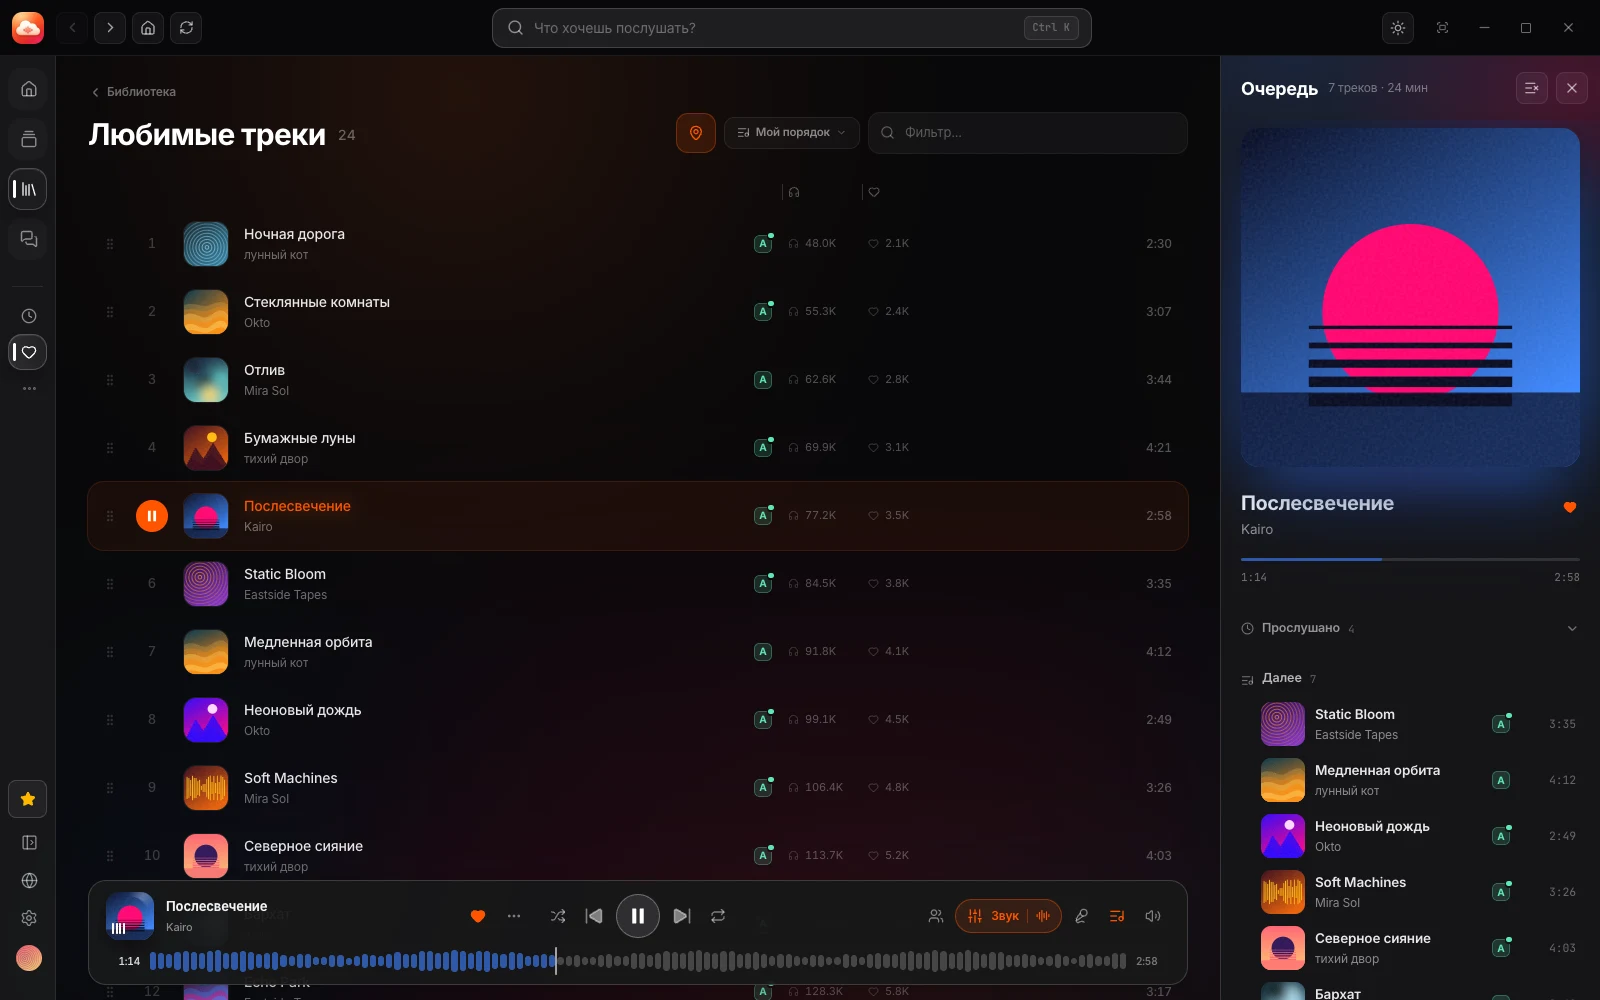 Что хочешь послушать?
Ctrl K
Библиотека
Любимые треки 24
Мой порядок
Фильтр...
1
Ночная дорога
лунный кот
A
48.0K
2.1K
2:30
2
Стеклянные комнаты
Okto
A
55.3K
2.4K
3:07
3
Отлив
Mira Sol
A
62.6K
2.8K
3:44
4
Бумажные луны
тихий двор
A
69.9K
3.1K
4:21
Послесвечение
Kairo
A
77.2K
3.5K
2:58
6
Static Bloom
Eastside Tapes
A
84.5K
3.8K
3:35
7
Медленная орбита
лунный кот
A
91.8K
4.1K
4:12
8
Неоновый дождь
Okto
A
99.1K
4.5K
2:49
9
Soft Machines
Mira Sol
A
106.4K
4.8K
3:26
10
Северное сияние
тихий двор
A
113.7K
5.2K
4:03
Бархат
12
A
128.3K
5.8K
3:17
Послесвечение
Kairo
Звук
1:14
2:58
Очередь
7 треков · 24 мин
Послесвечение
Kairo
1:14
2:58
Прослушано 4
Далее 7
Static Bloom
Eastside Tapes
A
3:35
Медленная орбита
лунный кот
A
4:12
Неоновый дождь
Okto
A
2:49
Soft Machines
Mira Sol
A
3:26
Северное сияние
тихий двор
A
4:03
Бархат